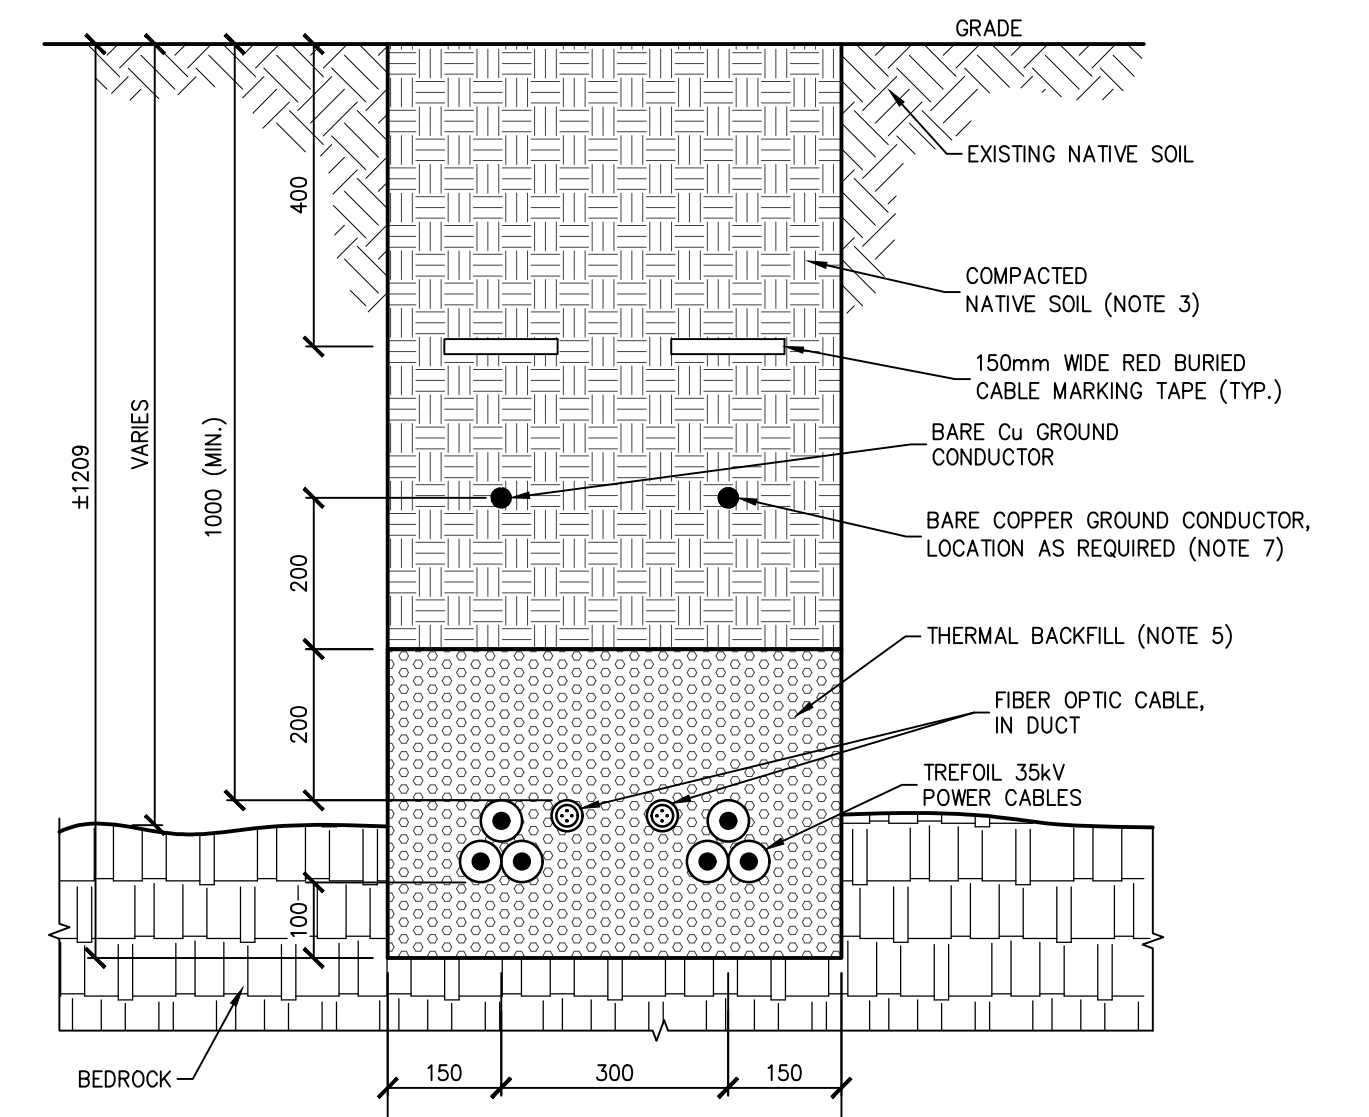 GRADE
EXISTING NATIVE SOIL
400
COMPACTED
NATIVE SOIL (NOTE 3)
150mm WIDE RED BURIED
CABLE MARKING TAPE (TYP.)
BARE Cu GROUND
CONDUCTOR
±1209
VARIES
1000 (MIN.)
BARE COPPER GROUND CONDUCTOR,
LOCATION AS REQUIRED (NOTE 7)
200
THERMAL BACKFILL (NOTE 5)
200
FIBER OPTIC CABLE,
IN DUCT
TREFOIL 35kV
POWER CABLES
100
BEDROCK
150
300
150